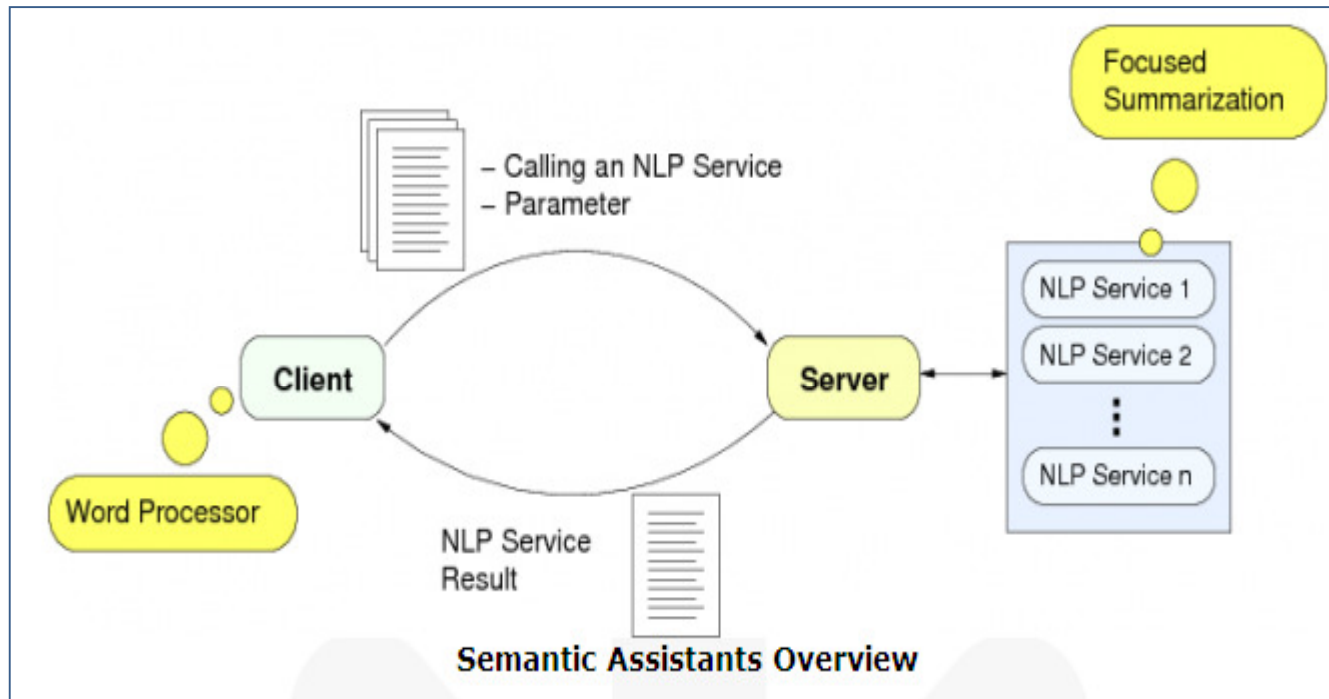 Focused
Summarization
– Calling an NLP Service
– Parameter
NLP Service 1
NLP Service 2
Client
Server
NLP Service n
Word Processor
NLP Service
Result
Semantic Assistants Overview